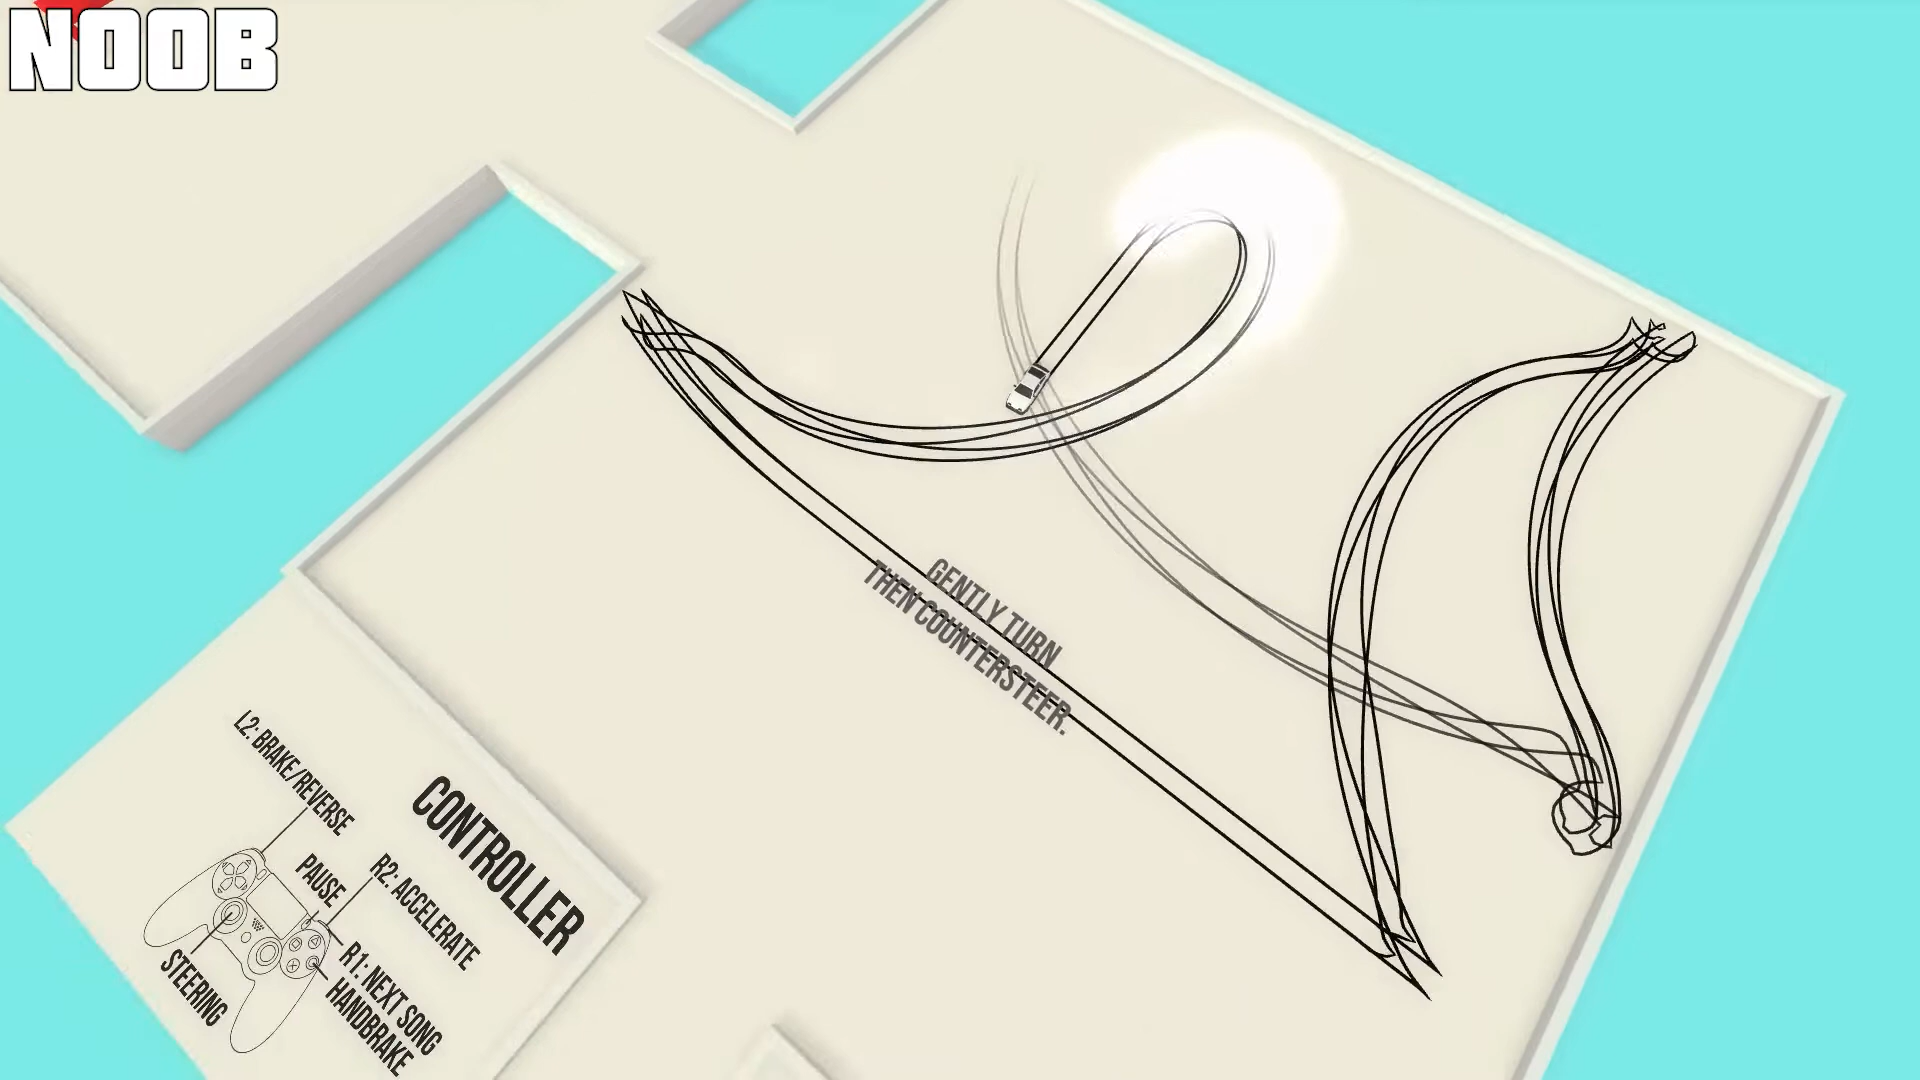 NOOB
GENTLY TURN
THEN COUNTERSTEER.
CONTROLLER
L2: BRAKE/REVERSE
PAUSE
R2: ACCELERATE
R1: NEXT SONG
HANDBRAKE
STEERING